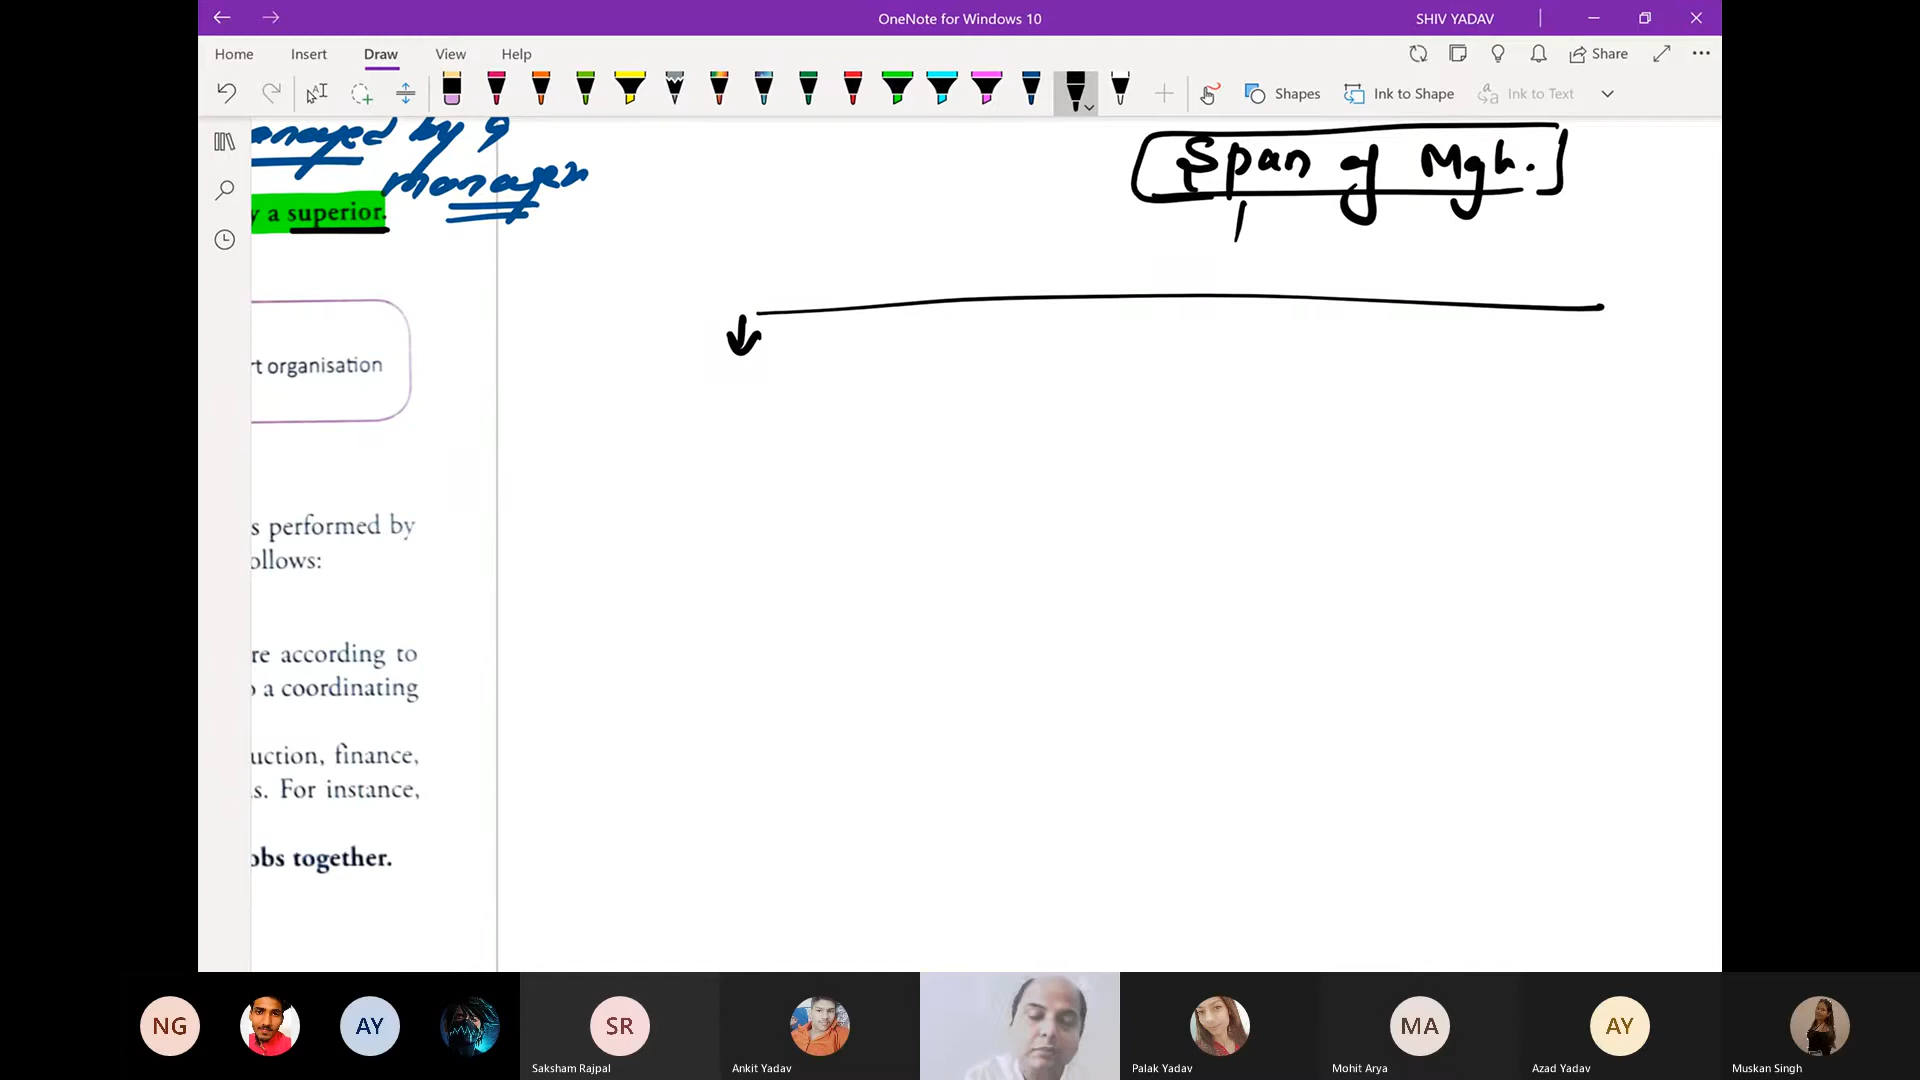 OneNote for Windows 10
SHIV YADAV
Home Insert Draw View Help
Share
Shapes
Ink to Shape
Ink to Text
anaged by a
manager
y a superior.
Span of Mgt.
rt organisation
s performed by
ollows:
re according to
o a coordinating
uction, finance,
s. For instance,
obs together.
NG
AY
SR
MA
AY
Saksham Rajpal
Ankit Yadav
Palak Yadav
Mohit Arya
Azad Yadav
Muskan Singh